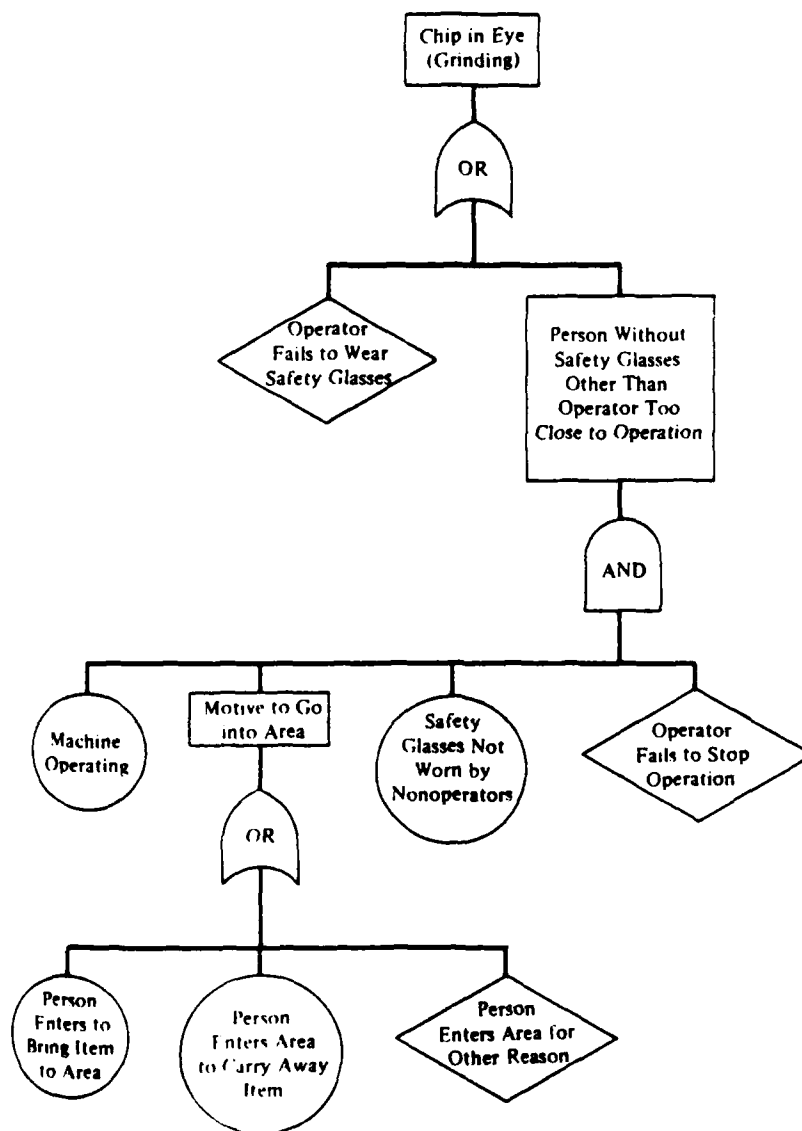 Chip in Eye
(Grinding)
OR
Operator
Fails to Wear
Safety Glasses
Person Without
Safety Glasses
Other Than
Operator Too
Close to Operation
AND
Machine
Operating
Motive to Go
into Area
Safety
Glasses Not
Worn by
Nonoperators
Operator
Fails to Stop
Operation
OR
Person
Enters to
Bring Item
to Area
Person
Enters Area
to Carry Away
Item
Person
Enters Area for
Other Reason